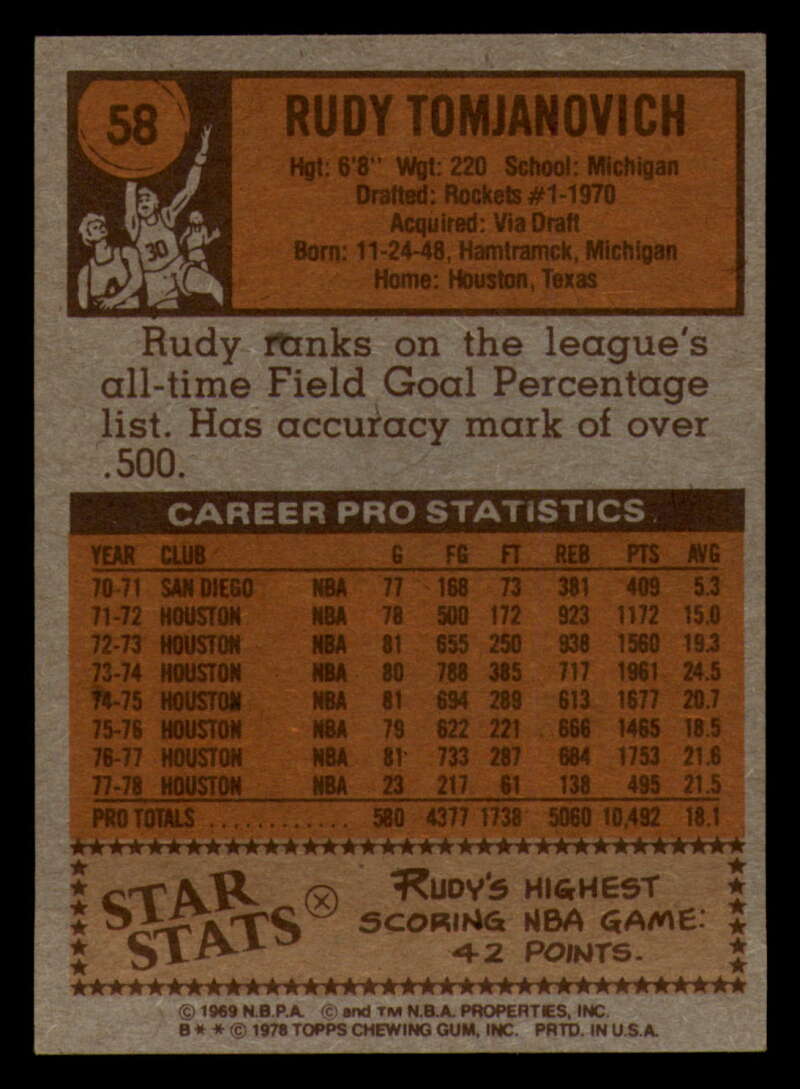 58
RUDY TOMJANOVICH
Hgt: 6'8" Wgt: 220 School: Michigan
Drafted: Rockets #1-1970
Acquired: Via Draft
Born: 11-24-48, Hamtramck, Michigan
Home: Houston, Texas
30
Rudy ranks on the league's
all-time Field Goal Percentage
list. Has accuracy mark of over
.500.
CAREER PRO STATISTICS
YEAR CLUB G FG FT REB PTS AVG
70-71 SAN DIEGO NBA 77 168 73 381 409 5.3
71-72 HOUSTON NBA 78 500 172 923 1172 15.0
72-73 HOUSTON NBA 81 655 250 938 1560 19.3
73-74 HOUSTON NBA 80 788 385 717 1961 24.5
74-75 HOUSTON NBA 81 694 289 613 1677 20.7
75-76 HOUSTON NBA 79 622 221 666 1465 18.5
76-77 HOUSTON NBA 81 733 287 684 1753 21.6
77-78 HOUSTON NBA 23 217 61 138 495 21.5
PRO TOTALS ............ 580 4377 1738 5060 10,492 18.1
STAR
STATS
RUDY'S HIGHEST
SCORING NBA GAME:
42 POINTS.
© 1969 N.B.P.A. © and TM N.B.A. PROPERTIES, INC.
B * * © 1978 TOPPS CHEWING GUM, INC. PRTD. IN U.S.A.